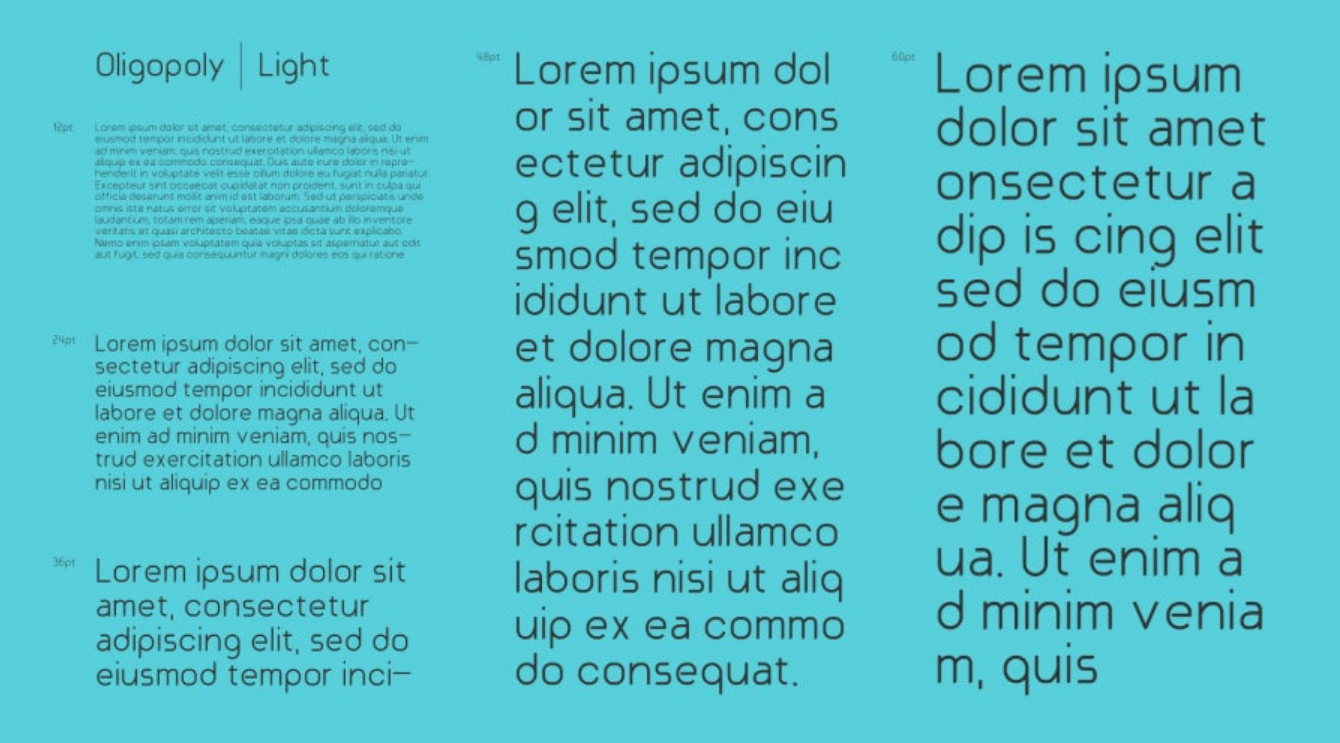 Oligopoly | Light
12pt
Lorem ipsum dolor sit amet, consectetur adipiscing elit, sed do
eiusmod tempor incididunt ut labore et dolore magna aliqua. Ut enim
ad minim veniam, quis nostrud exercitation ullamco laboris nisi ut
aliquip ex ea commodo consequat. Duis aute irure dolor in repre-
henderit in voluptate velit esse cillum dolore eu fugiat nulla pariatur.
Excepteur sint occaecat cupidatat non proident, sunt in culpa qui
officia deserunt mollit anim id est laborum. Sed ut perspiciatis unde
omnis iste natus error sit voluptatem accusantium doloremque
laudantium, totam rem aperiam, eaque ipsa quae ab illo inventore
veritatis et quasi architecto beatae vitae dicta sunt explicabo.
Nemo enim ipsam voluptatem quia voluptas sit aspernatur aut odit
aut fugit, sed quia consequuntur magni dolores eos qui ratione
24pt
Lorem ipsum dolor sit amet, con-
sectetur adipiscing elit, sed do
eiusmod tempor incididunt ut
labore et dolore magna aliqua. Ut
enim ad minim veniam, quis nos-
trud exercitation ullamco laboris
nisi ut aliquip ex ea commodo
36pt
Lorem ipsum dolor sit
amet, consectetur
adipiscing elit, sed do
eiusmod tempor inci-
48pt
Lorem ipsum dol
or sit amet, cons
ectetur adipiscin
g elit, sed do eiu
smod tempor inc
ididunt ut labore
et dolore magna
aliqua. Ut enim a
d minim veniam,
quis nostrud exe
rcitation ullamco
laboris nisi ut aliq
uip ex ea commo
do consequat.
60pt
Lorem ipsum
dolor sit amet
onsectetur a
dip is cing elit
sed do eiusm
od tempor in
cididunt ut la
bore et dolor
e magna aliq
ua. Ut enim a
d minim venia
m, quis